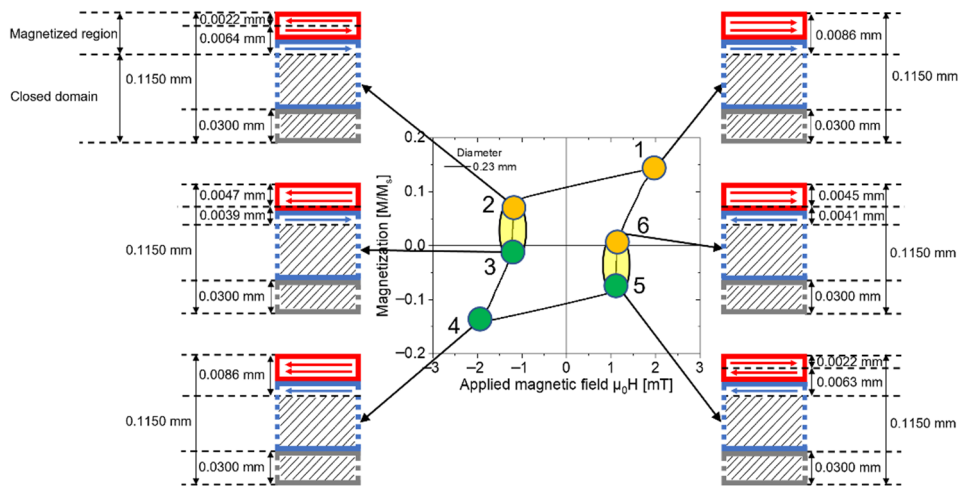 Magnetized region
Closed domain
0.0022 mm
0.0064 mm
0.1150 mm
0.0300 mm
0.0086 mm
0.1150 mm
0.0300 mm
0.0047 mm
0.0039 mm
0.1150 mm
0.0300 mm
0.0045 mm
0.0041 mm
0.1150 mm
0.0300 mm
0.0086 mm
0.1150 mm
0.0300 mm
0.0022 mm
0.0063 mm
0.1150 mm
0.0300 mm
Magnetization [M/Ms]
0.2
0.1
0.0
−0.1
−0.2
Diameter
0.23 mm
1
2
3
4
5
6
−3 −2 −1 0 1 2 3
Applied magnetic field μ0H [mT]